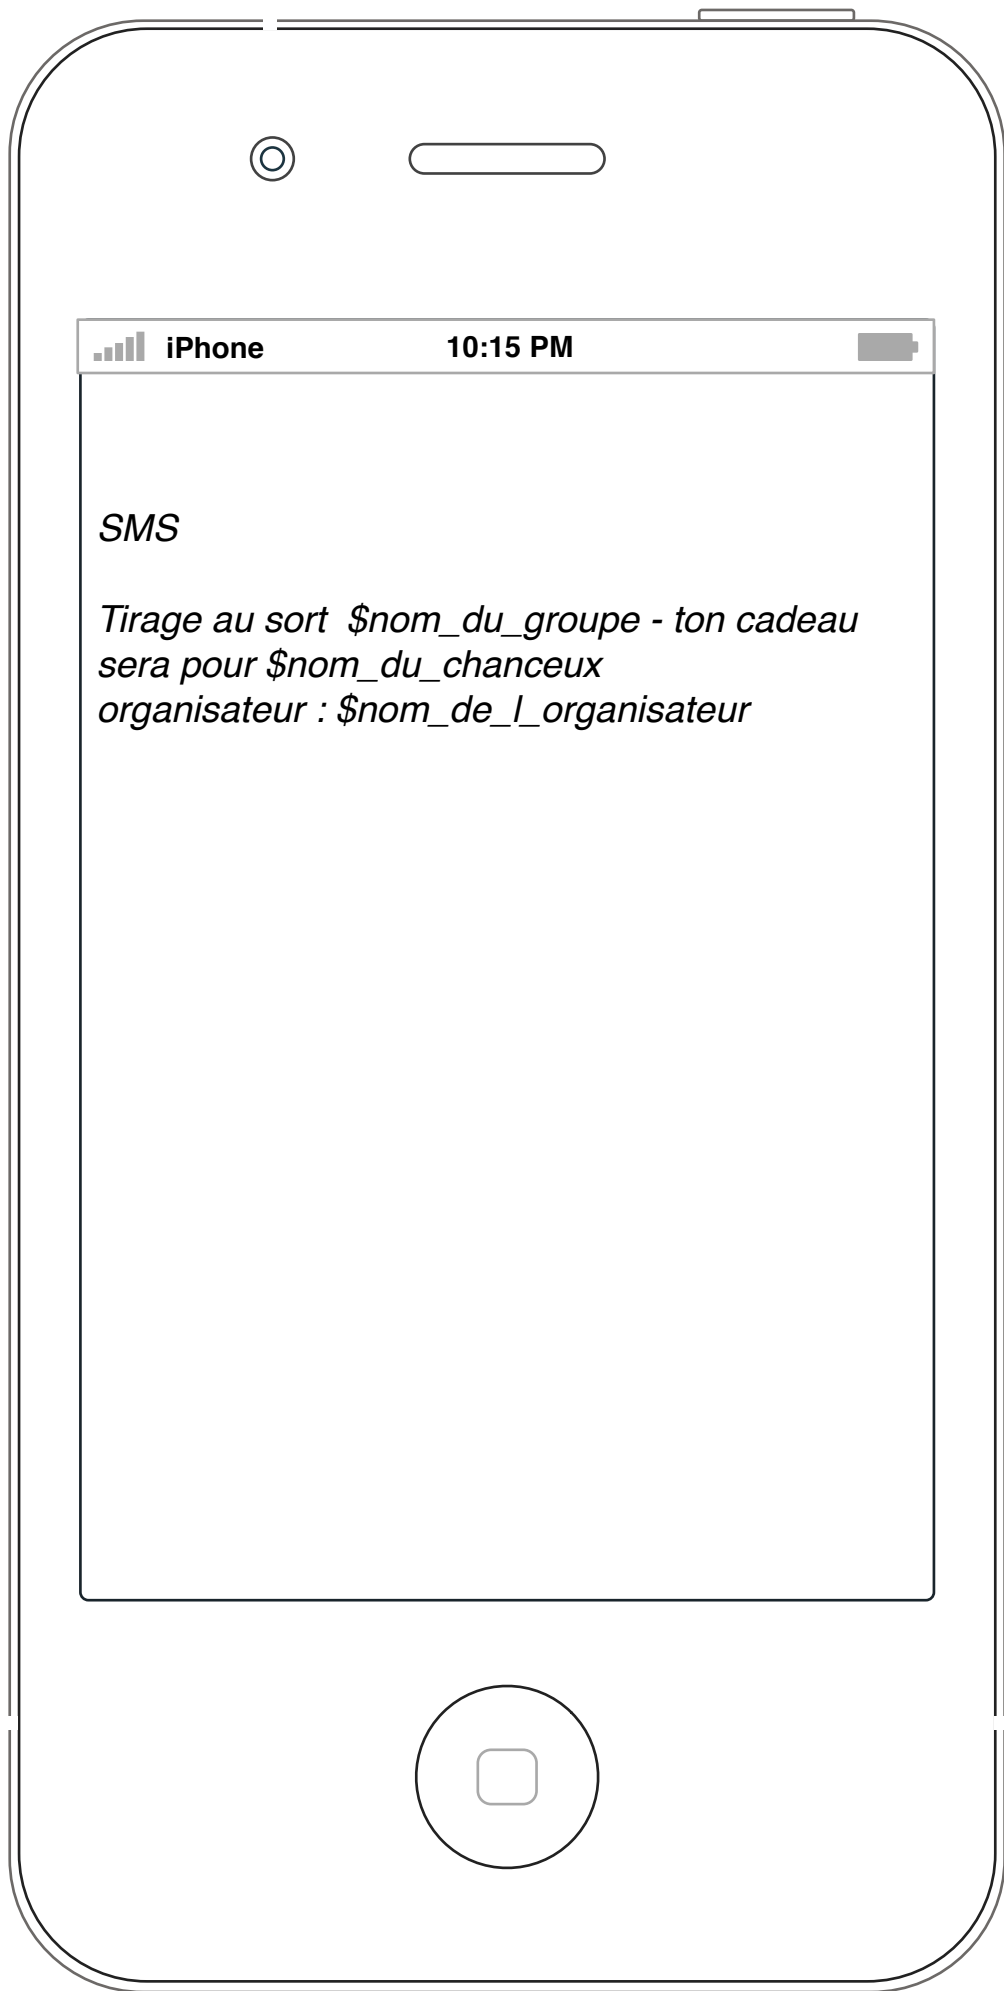 iPhone 10:15 PM
SMS
Tirage au sort  $nom_du_groupe - ton cadeau
sera pour $nom_du_chanceux
organisateur : $nom_de_l_organisateur